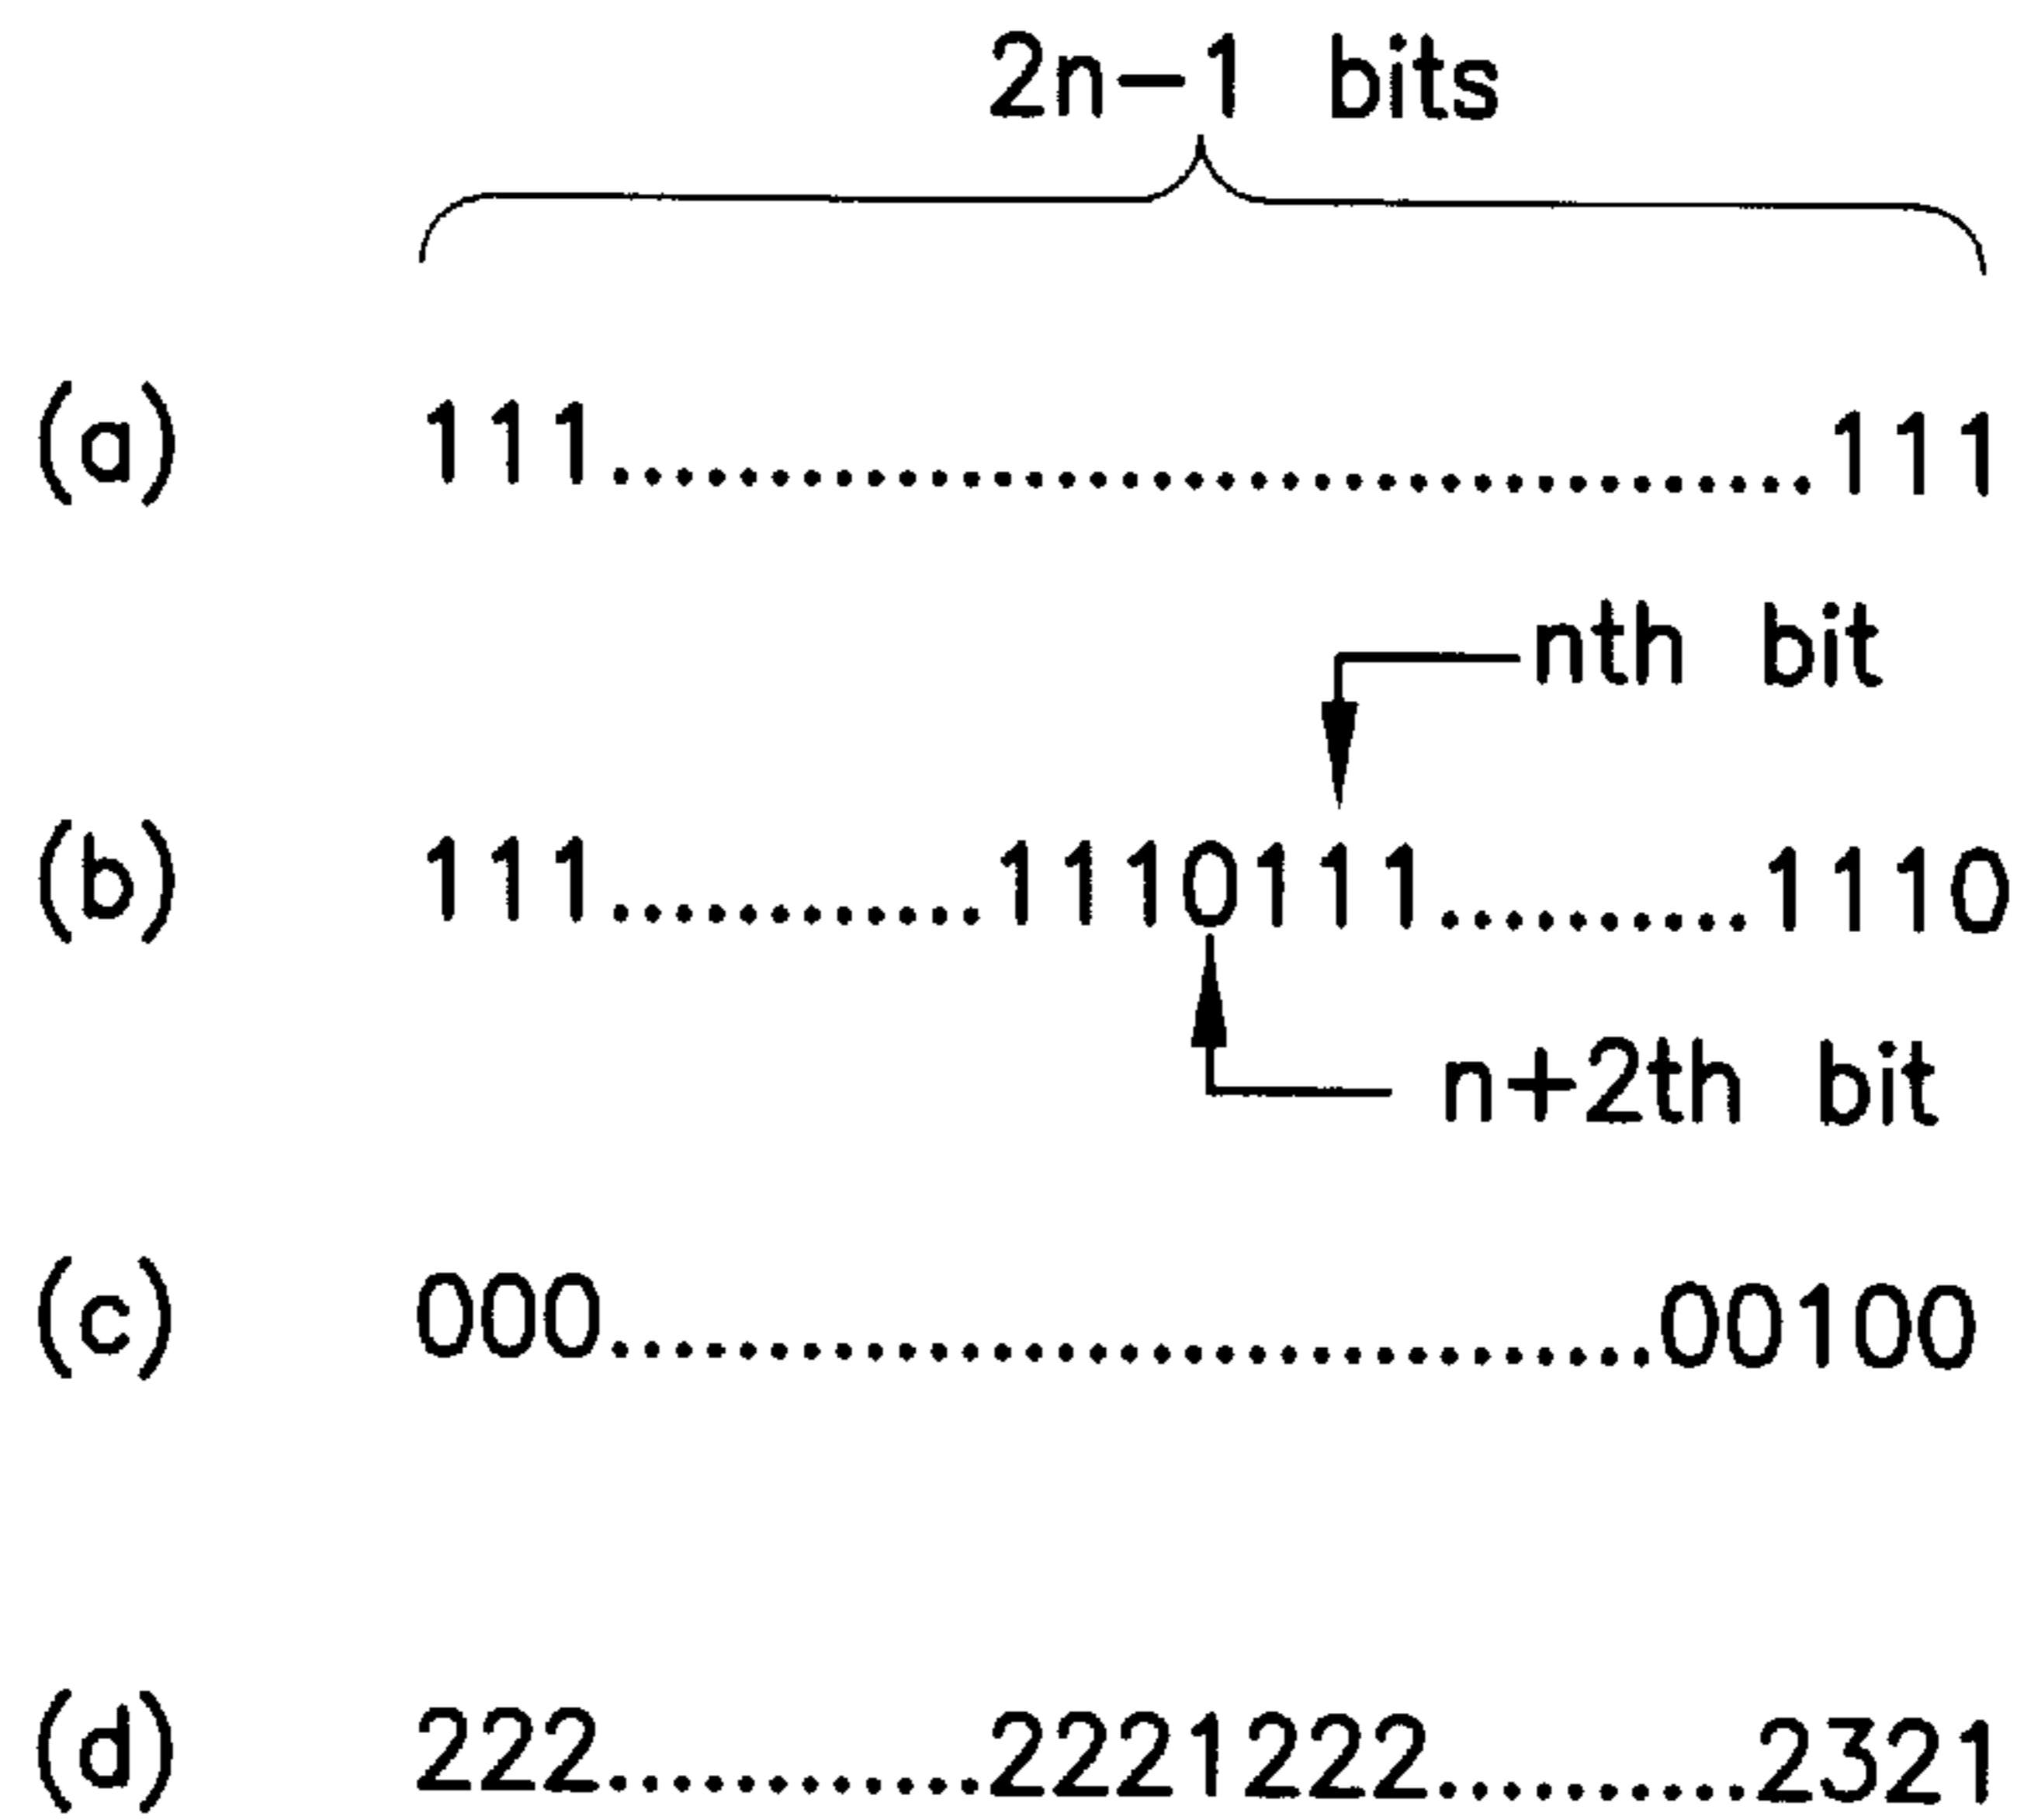 2n-1 bits
(a) 111......................................111
nth bit
(b) 111............1110111..........1110
n+2th bit
(c) 000.................................00100
(d) 222............2221222..........2321